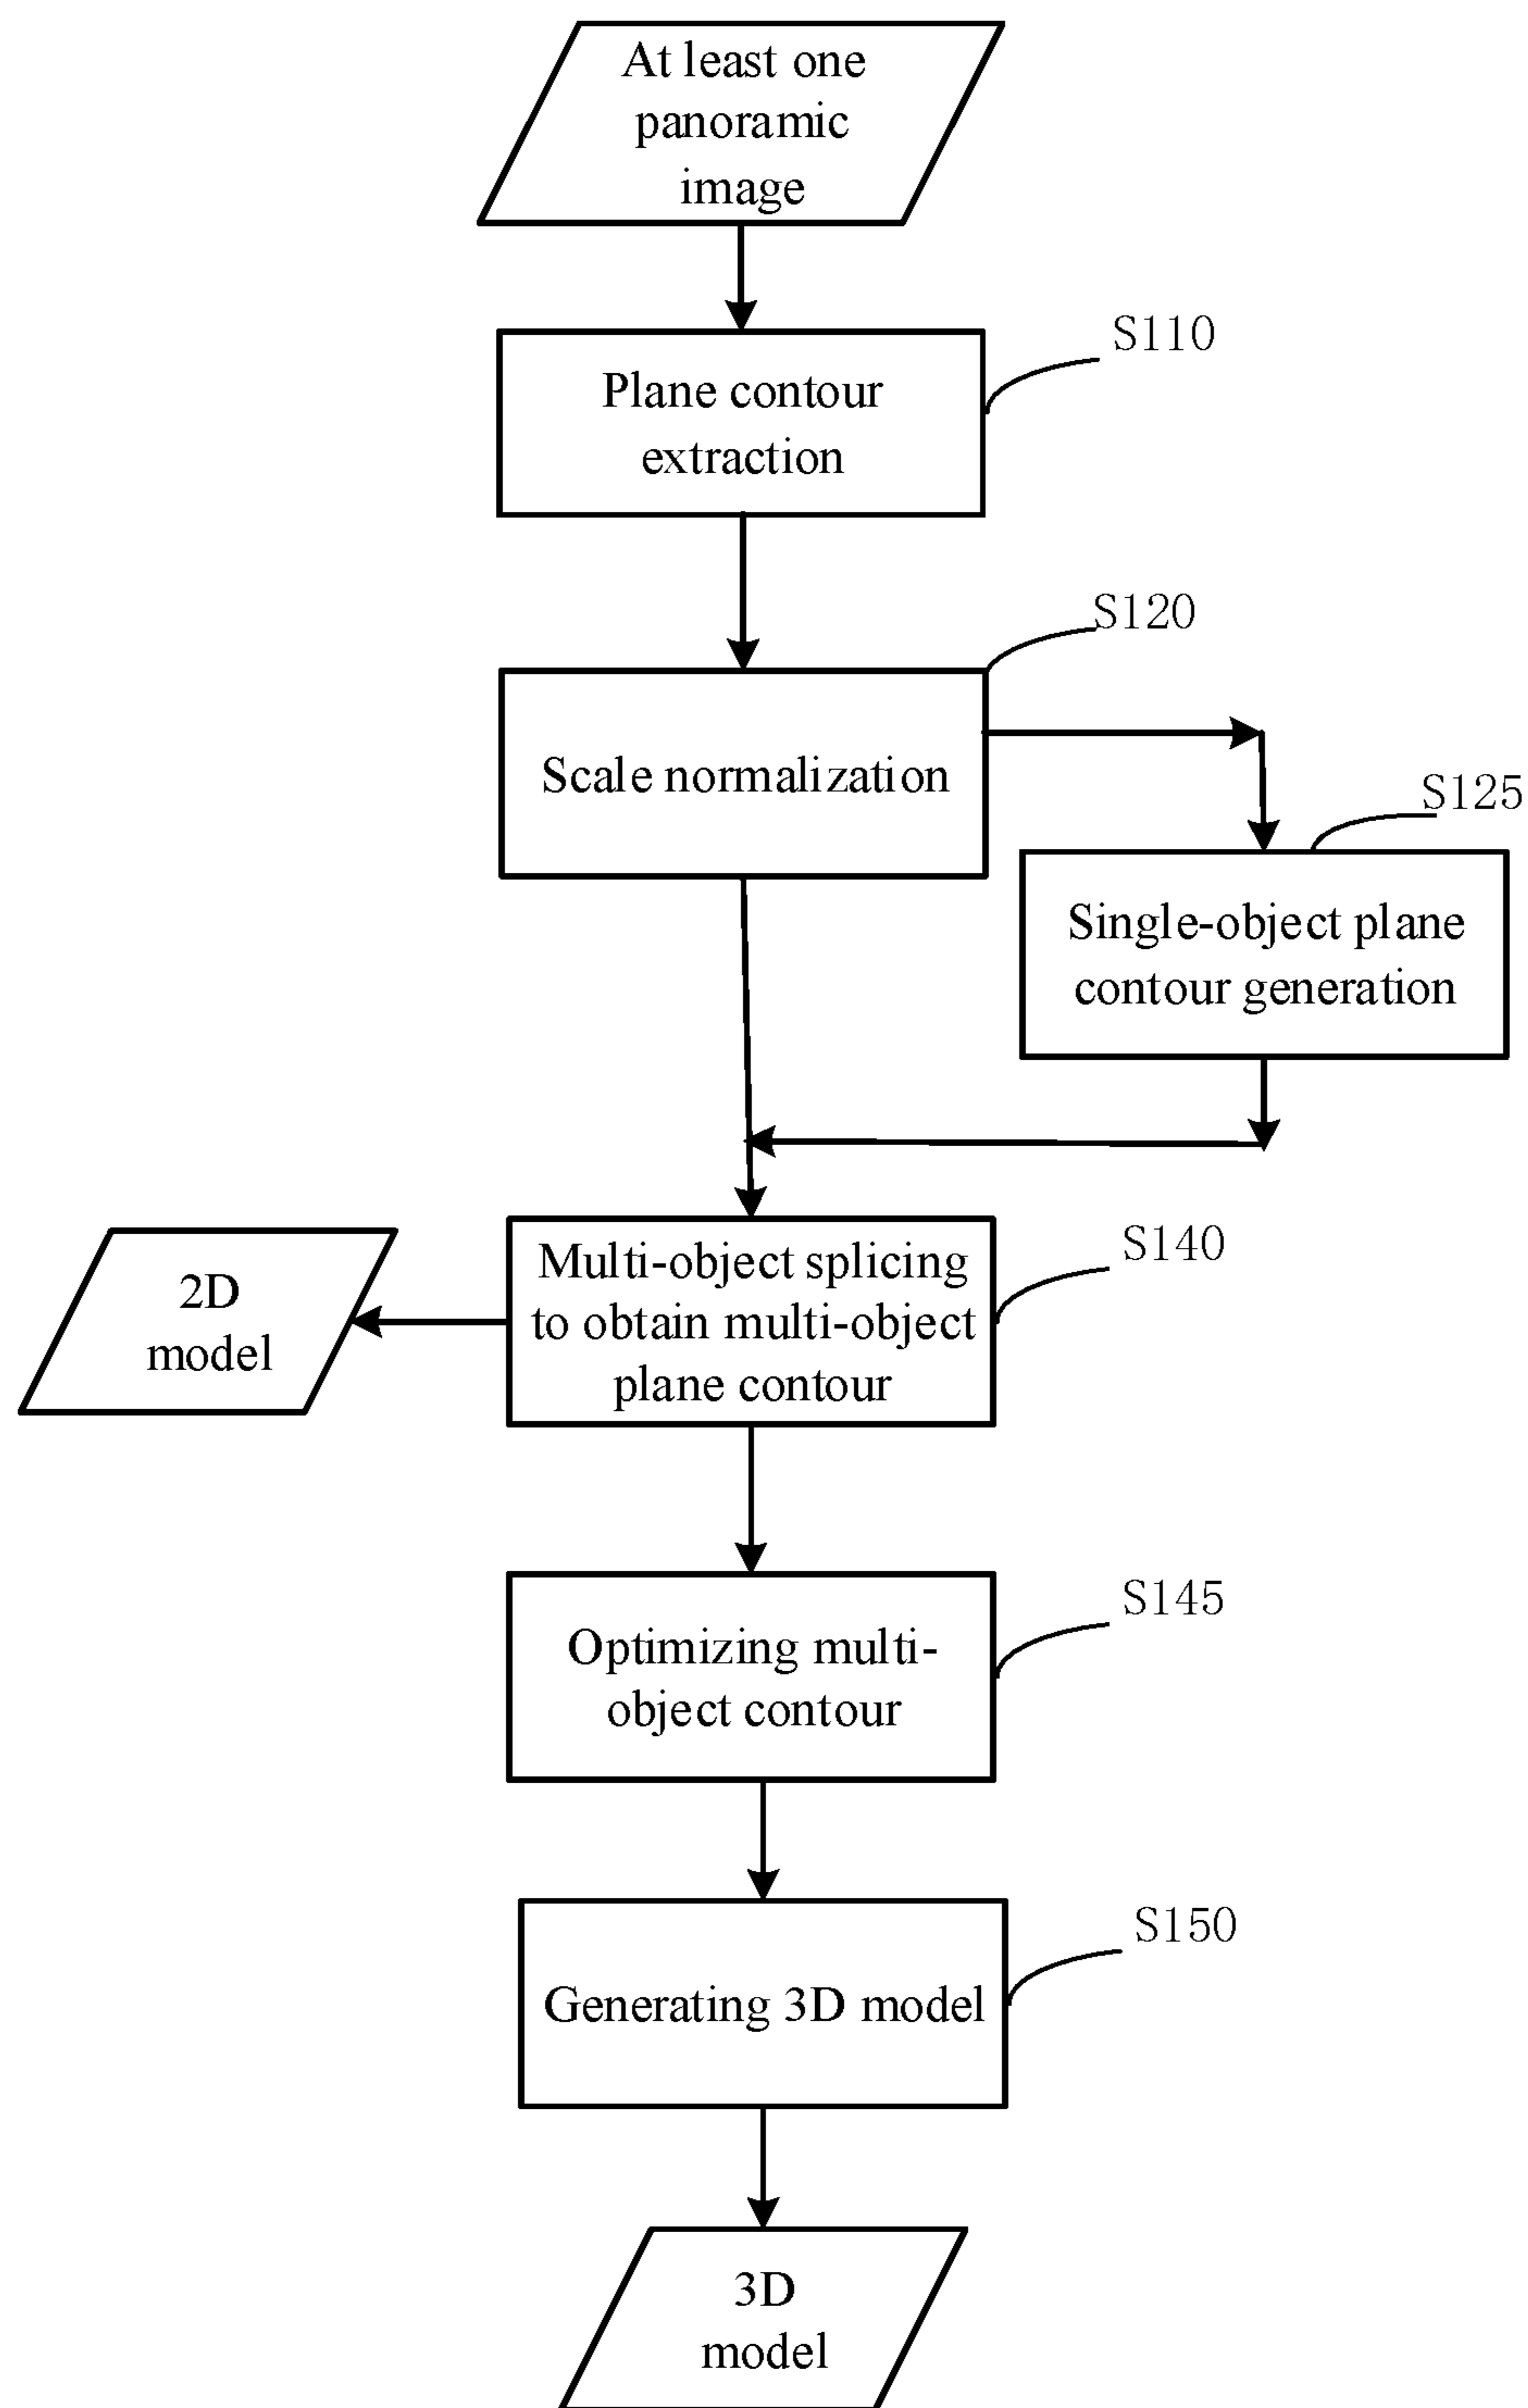 At least one
panoramic
image
S110
Plane contour
extraction
S120
Scale normalization
S125
Single-object plane
contour generation
S140
Multi-object splicing
to obtain multi-object
plane contour
2D
model
S145
Optimizing multi-
object contour
S150
Generating 3D model
3D
model